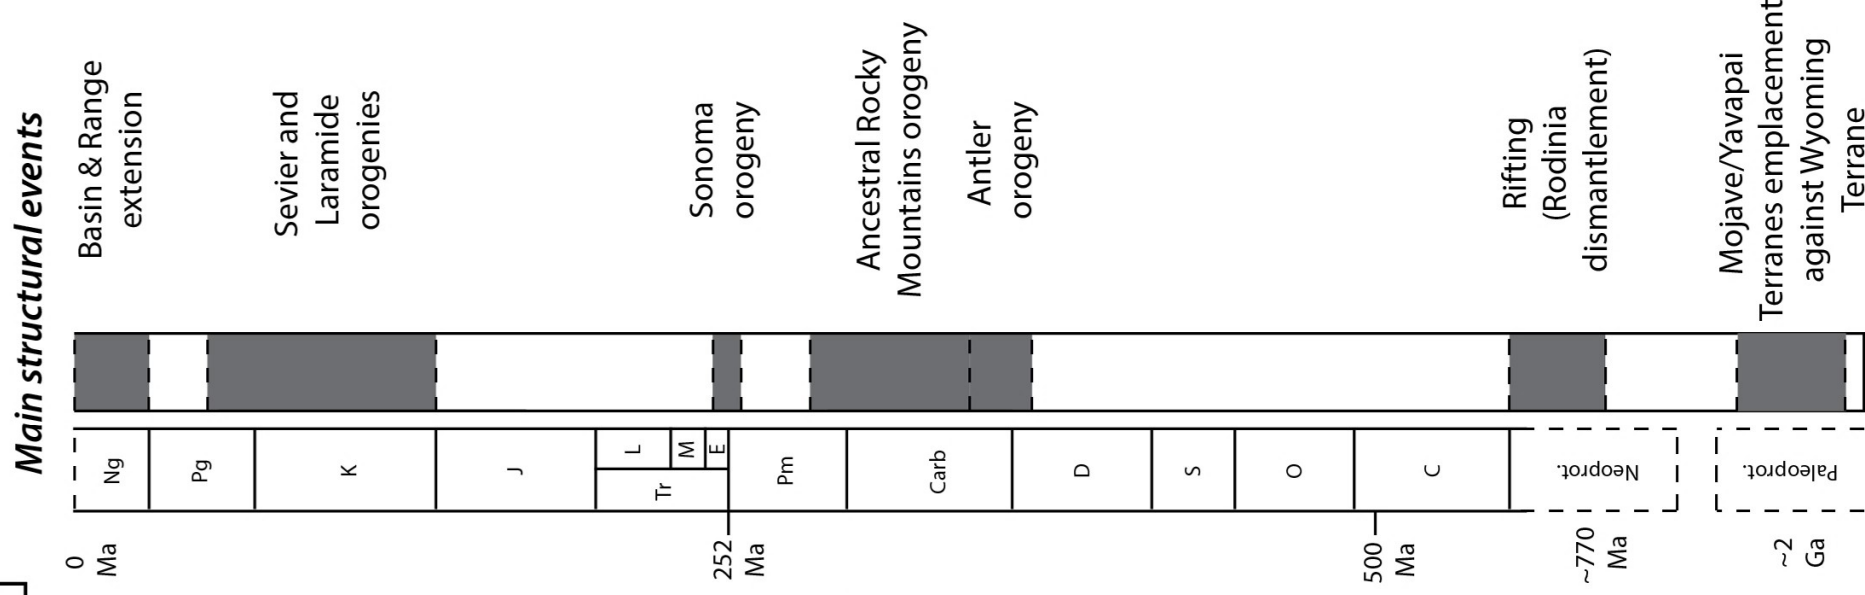 Main structural events
Basin & Range
extension
Sevier and
Laramide
orogenies
Sonoma
orogeny
Ancestral Rocky
Mountains orogeny
Antler
orogeny
Rifting
(Rodinia
dismantlement)
Mojave/Yavapai
Terranes emplacement
against Wyoming
Terrane
Ng
Pg
K
J
L
M
E
Tr
Pm
Carb
D
S
O
C
Neoprot.
Paleoprot.
0
Ma
252
Ma
500
Ma
~770
Ma
~2
Ga